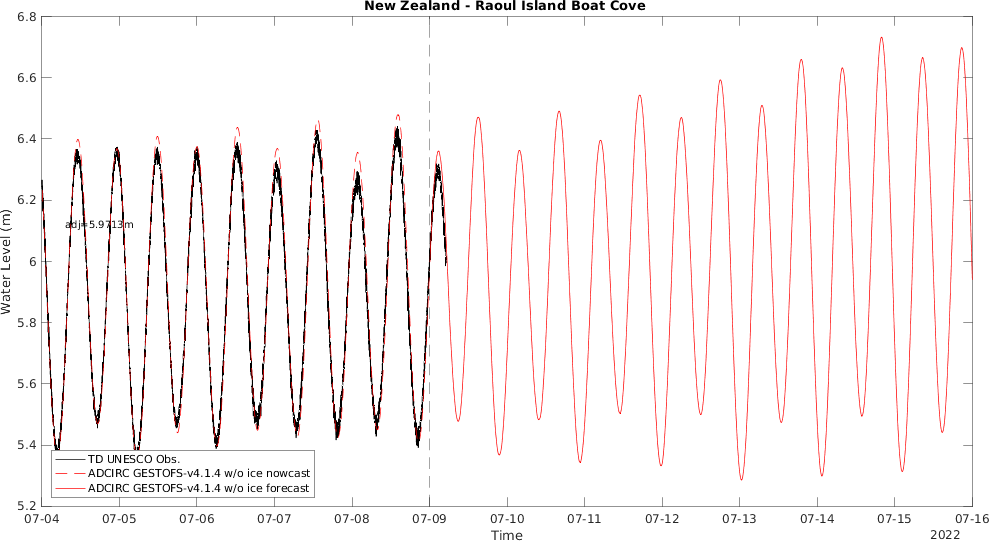 New Zealand - Raoul Island Boat Cove
6.8
6.6
6.4
6.2
6
5.8
5.6
5.4
5.2
Water Level (m)
adj=5.9713m
TD UNESCO Obs.
ADCIRC GESTOFS-v4.1.4 w/o ice nowcast
ADCIRC GESTOFS-v4.1.4 w/o ice forecast
07-04 07-05 07-06 07-07 07-08 07-09 07-10 07-11 07-12 07-13 07-14 07-15 07-16
Time
2022